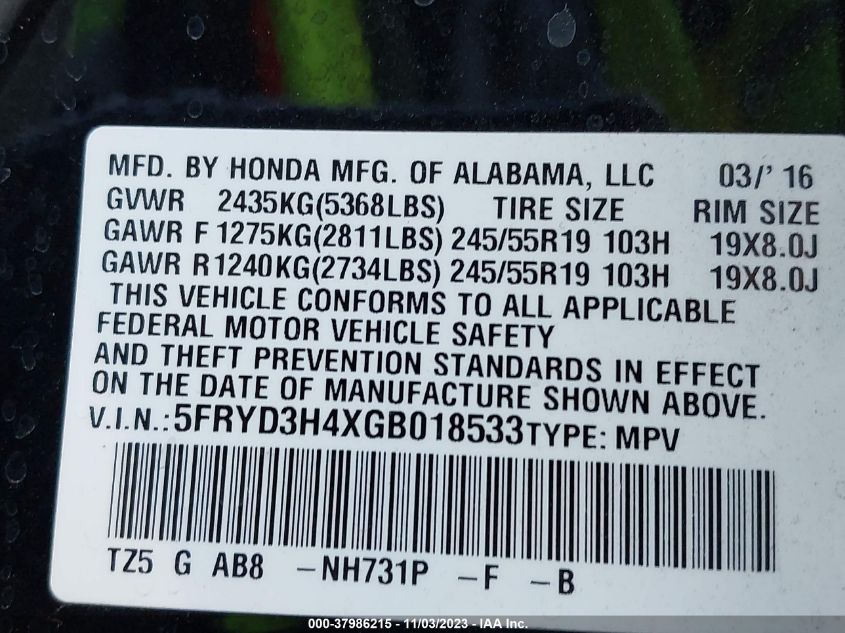 MFD. BY HONDA MFG. OF ALABAMA, LLC 03/' 16
GVWR 2435KG(5368LBS) TIRE SIZE RIM SIZE
GAWR F 1275KG(2811LBS) 245/55R19 103H 19X8.0J
GAWR R1240KG(2734LBS) 245/55R19 103H 19X8.0J
THIS VEHICLE CONFORMS TO ALL APPLICABLE
FEDERAL MOTOR VEHICLE SAFETY
AND THEFT PREVENTION STANDARDS IN EFFECT
ON THE DATE OF MANUFACTURE SHOWN ABOVE.
V.I.N.:5FRYD3H4XGB018533TYPE: MPV
TZ5 G AB8 -NH731P -F -B
000-37986215 - 11/03/2023 - IAA Inc.